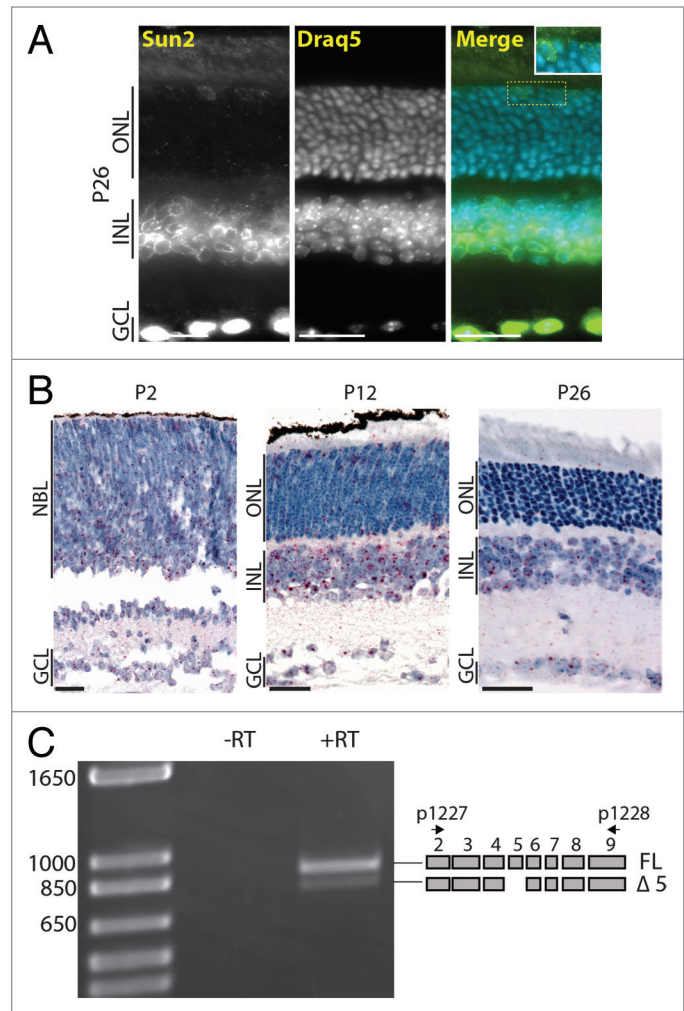 A
Sun2
Draq5
Merge
P26
ONL
INL
GCL
B
P2
P12
P26
NBL
GCL
ONL
INL
GCL
ONL
INL
GCL
C
-RT
+RT
1650
1000
850
650
p1227
p1228
2 3 4 5 6 7 8 9
FL
Δ 5